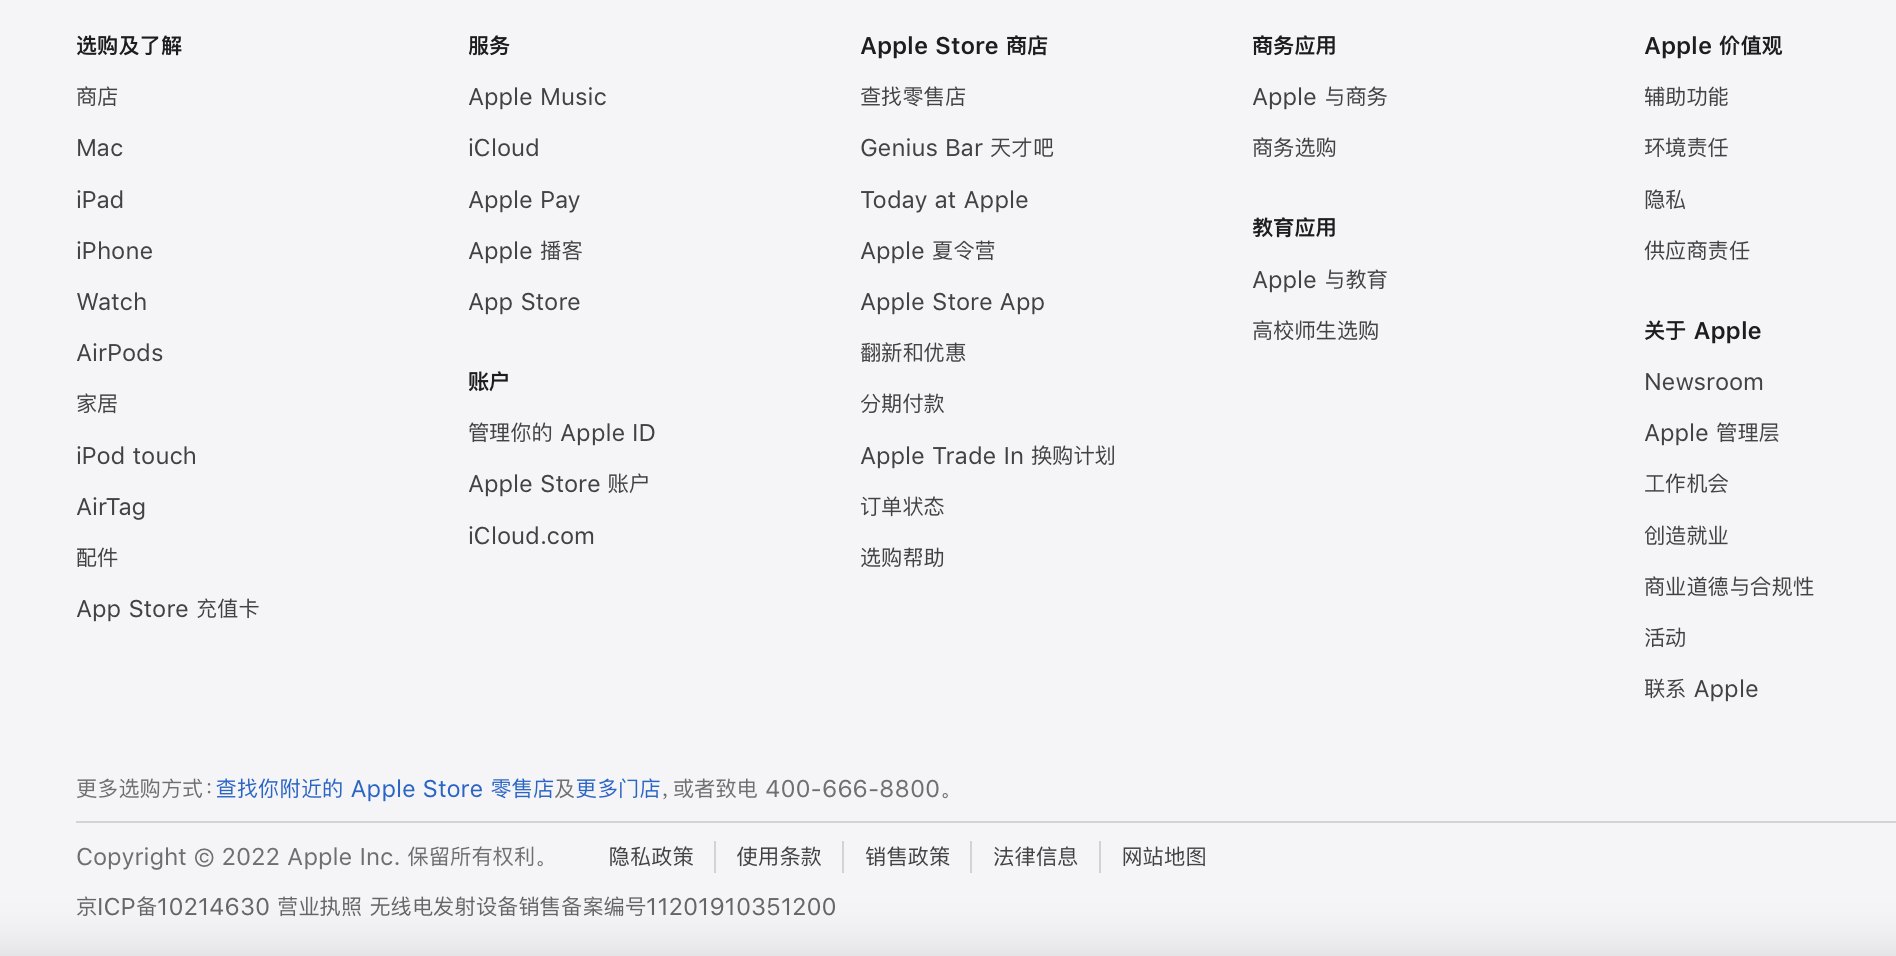 选购及了解
商店
Mac
iPad
iPhone
Watch
AirPods
家居
iPod touch
AirTag
配件
App Store 充值卡
服务
Apple Music
iCloud
Apple Pay
Apple 播客
App Store
账户
管理你的 Apple ID
Apple Store 账户
iCloud.com
Apple Store 商店
查找零售店
Genius Bar 天才吧
Today at Apple
Apple 夏令营
Apple Store App
翻新和优惠
分期付款
Apple Trade In 换购计划
订单状态
选购帮助
商务应用
Apple 与商务
商务选购
教育应用
Apple 与教育
高校师生选购
Apple 价值观
辅助功能
环境责任
隐私
供应商责任
关于 Apple
Newsroom
Apple 管理层
工作机会
创造就业
商业道德与合规性
活动
联系 Apple
更多选购方式：查找你附近的 Apple Store 零售店及更多门店，或者致电 400-666-8800。
Copyright © 2022 Apple Inc. 保留所有权利。 隐私政策 使用条款 销售政策 法律信息 网站地图
京ICP备10214630 营业执照 无线电发射设备销售备案编号11201910351200